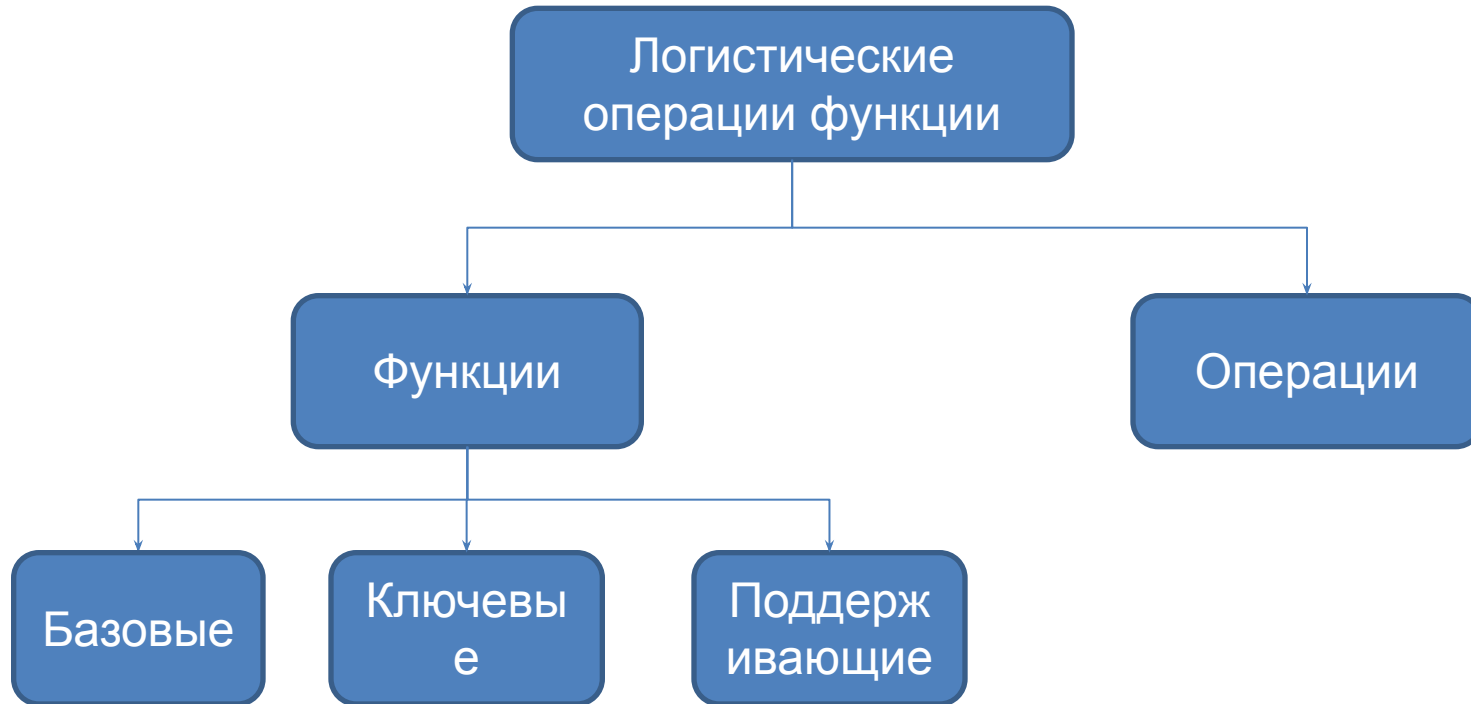 Логистические
операции функции
Функции
Операции
Базовые
Ключевы
е
Поддерж
ивающие